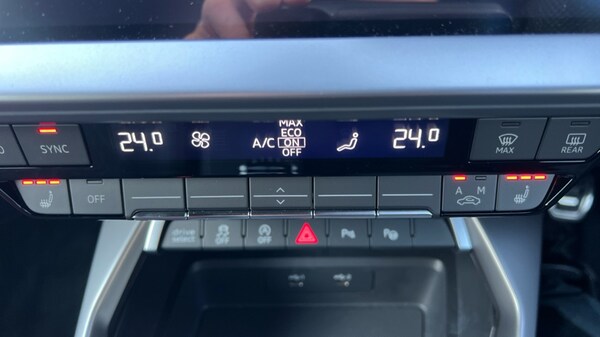 MAX
ECO
24.0 A/C ON 24.0
OFF
SYNC MAX REAR
OFF A M
drive select OFF OFF P P